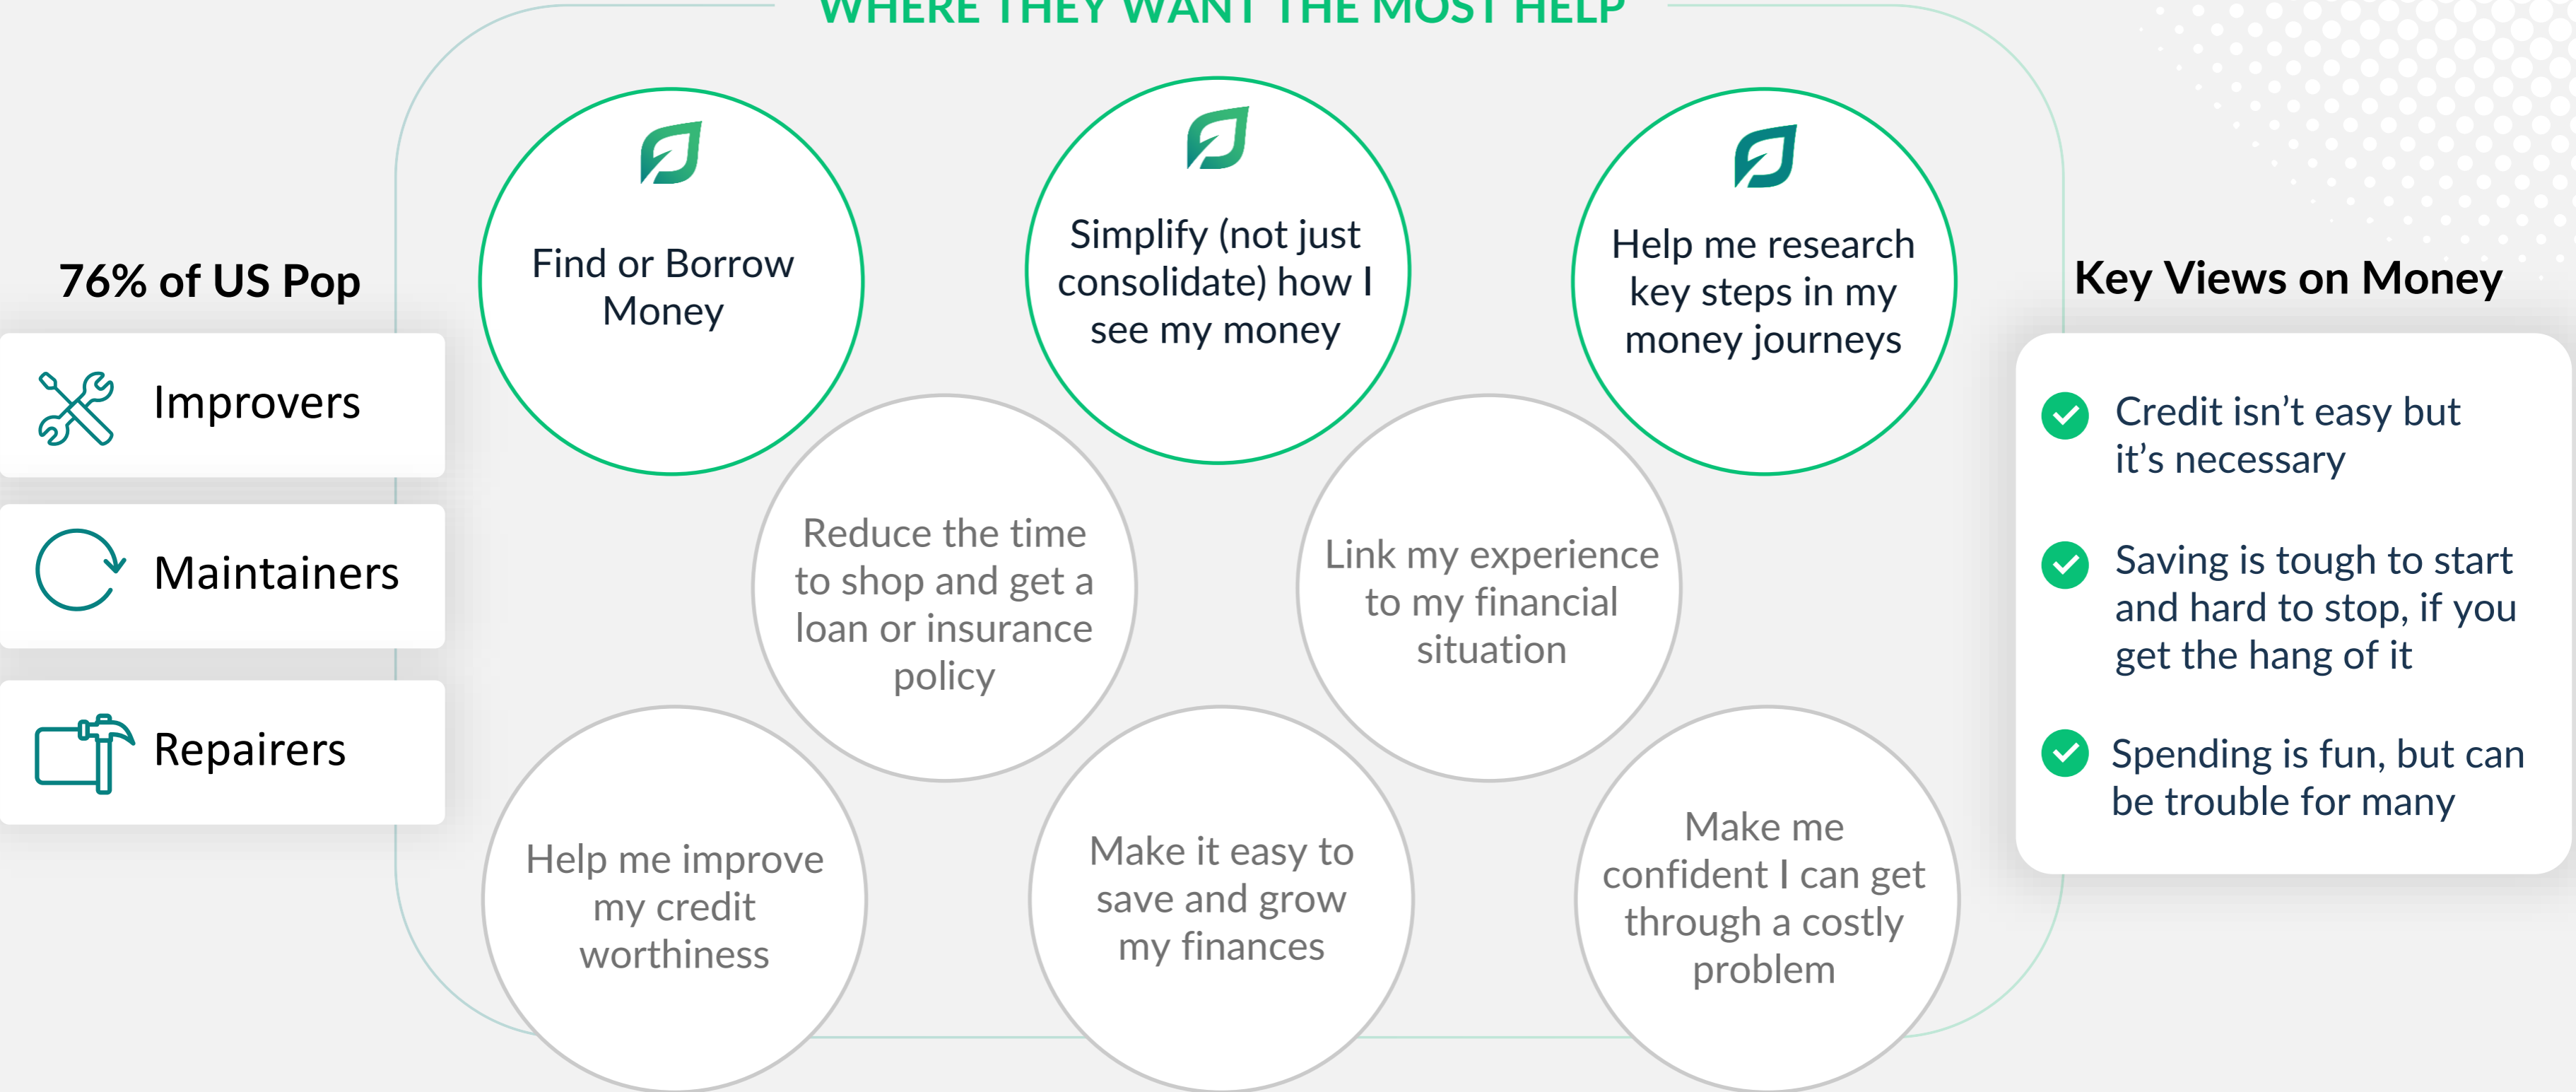 WHERE THEY WANT THE MOST HELP
76% of US Pop
Improvers
Maintainers
Repairers
Find or Borrow
Money
Simplify (not just
consolidate) how I
see my money
Help me research
key steps in my
money journeys
Reduce the time
to shop and get a
loan or insurance
policy
Link my experience
to my financial
situation
Help me improve
my credit
worthiness
Make it easy to
save and grow
my finances
Make me
confident I can get
through a costly
problem
Key Views on Money
Credit isn’t easy but
it’s necessary
Saving is tough to start
and hard to stop, if you
get the hang of it
Spending is fun, but can
be trouble for many